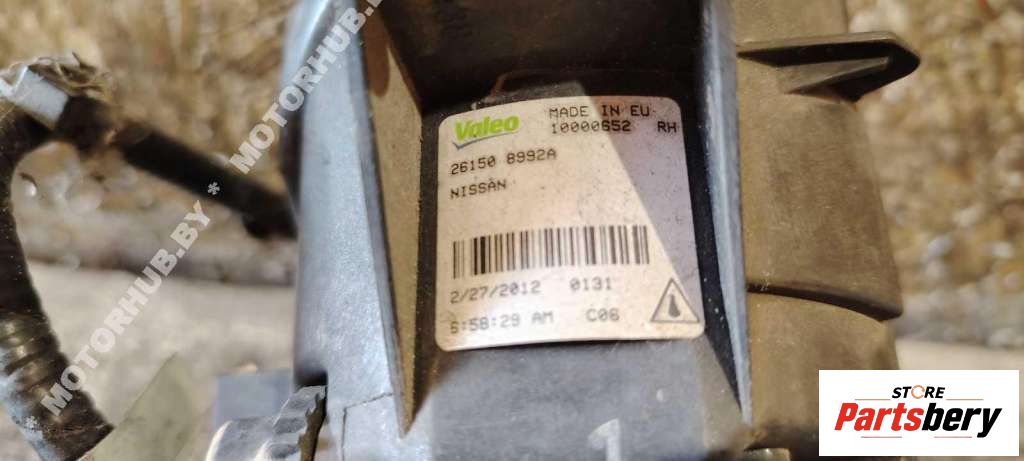 MOTORHUB.BY * MOTORHUB.BY
Valeo
MADE IN EU
10000652 RH
26150 8992A
NISSAN
2/27/2012 0131
6:58:29 AM C06
1
STORE
Partsbery